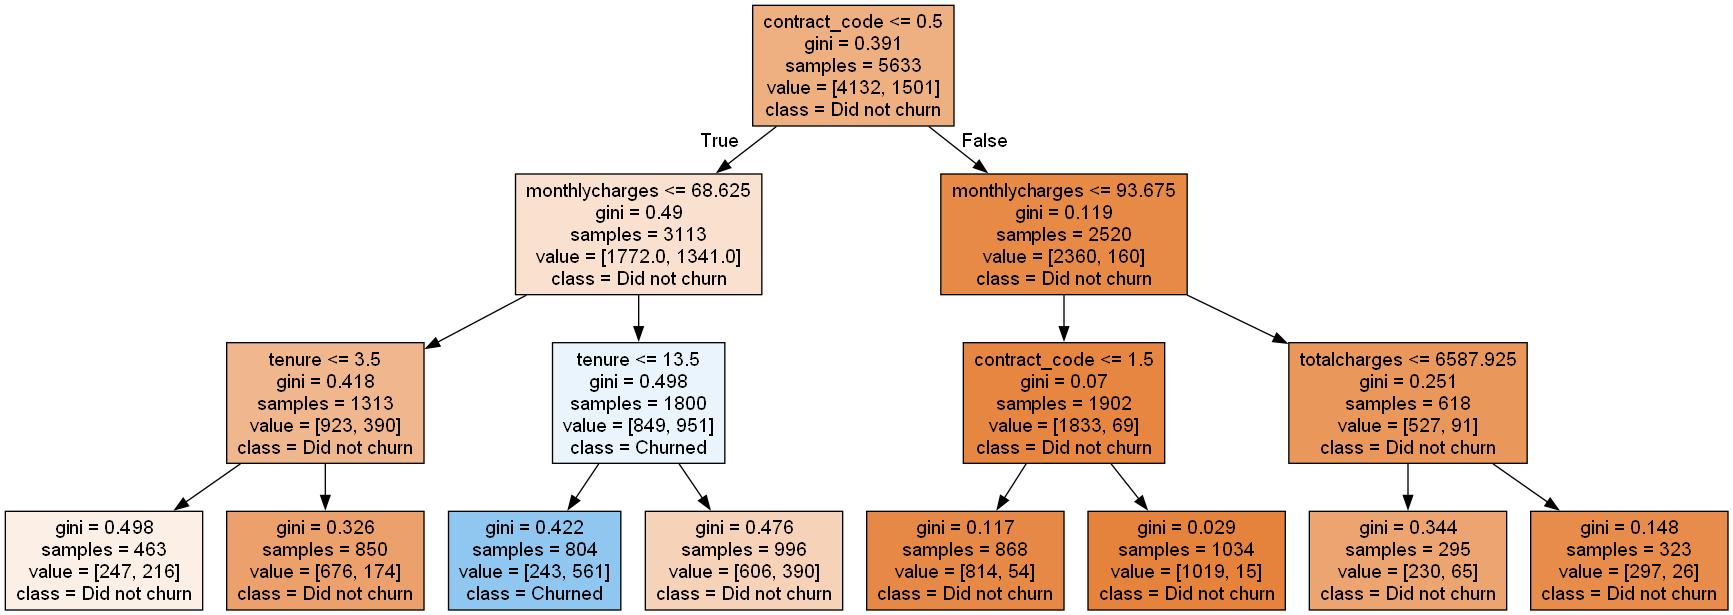 contract_code <= 0.5
gini = 0.391
samples = 5633
value = [4132, 1501]
class = Did not churn
True
False
monthlycharges <= 68.625
gini = 0.49
samples = 3113
value = [1772.0, 1341.0]
class = Did not churn
monthlycharges <= 93.675
gini = 0.119
samples = 2520
value = [2360, 160]
class = Did not churn
tenure <= 3.5
gini = 0.418
samples = 1313
value = [923, 390]
class = Did not churn
tenure <= 13.5
gini = 0.498
samples = 1800
value = [849, 951]
class = Churned
contract_code <= 1.5
gini = 0.07
samples = 1902
value = [1833, 69]
class = Did not churn
totalcharges <= 6587.925
gini = 0.251
samples = 618
value = [527, 91]
class = Did not churn
gini = 0.498
samples = 463
value = [247, 216]
class = Did not churn
gini = 0.326
samples = 850
value = [676, 174]
class = Did not churn
gini = 0.422
samples = 804
value = [243, 561]
class = Churned
gini = 0.476
samples = 996
value = [606, 390]
class = Did not churn
gini = 0.117
samples = 868
value = [814, 54]
class = Did not churn
gini = 0.029
samples = 1034
value = [1019, 15]
class = Did not churn
gini = 0.344
samples = 295
value = [230, 65]
class = Did not churn
gini = 0.148
samples = 323
value = [297, 26]
class = Did not churn